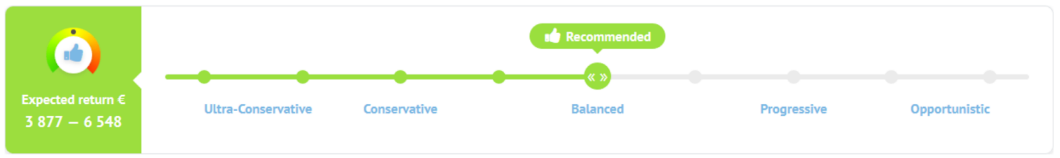 Recommended
Expected return €
3 877 — 6 548
Ultra-Conservative
Conservative
Balanced
Progressive
Opportunistic